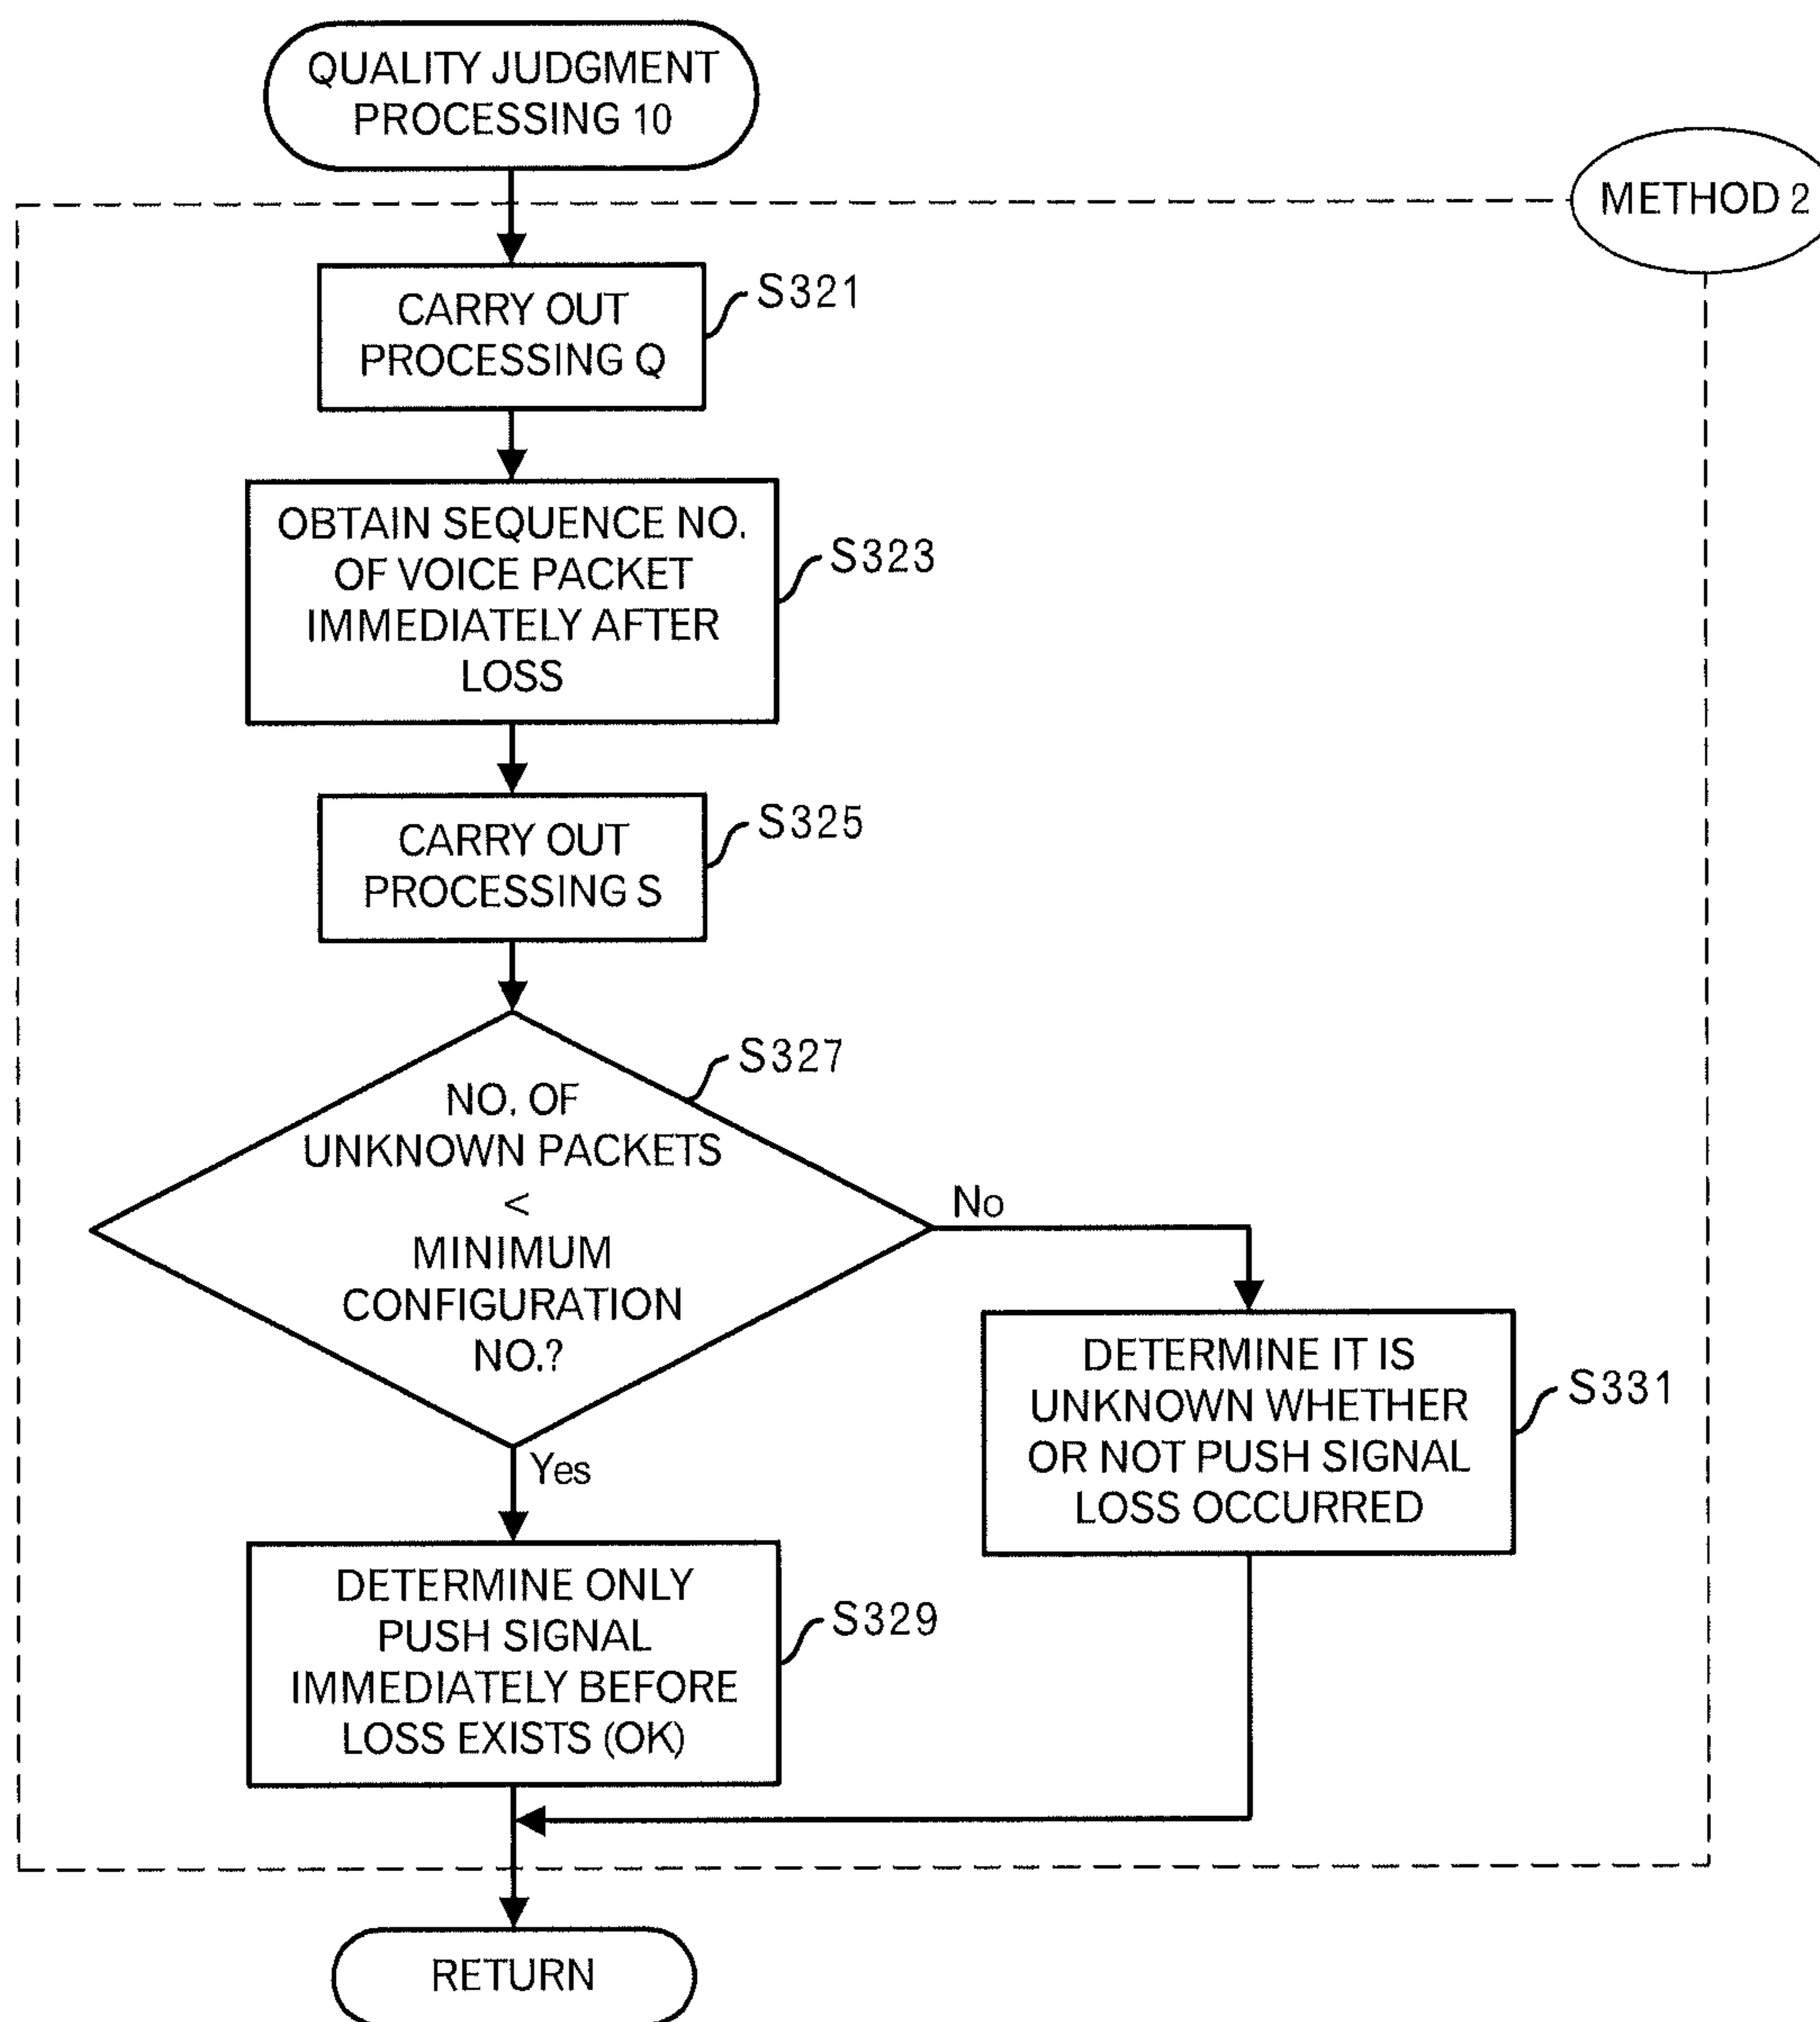 QUALITY JUDGMENT
PROCESSING 10
METHOD 2
CARRY OUT
PROCESSING Q
S321
OBTAIN SEQUENCE NO.
OF VOICE PACKET
IMMEDIATELY AFTER
LOSS
S323
CARRY OUT
PROCESSING S
S325
S327
NO. OF
UNKNOWN PACKETS
<
MINIMUM
CONFIGURATION
NO.?
No
Yes
DETERMINE IT IS
UNKNOWN WHETHER
OR NOT PUSH SIGNAL
LOSS OCCURRED
S331
DETERMINE ONLY
PUSH SIGNAL
IMMEDIATELY BEFORE
LOSS EXISTS (OK)
S329
RETURN